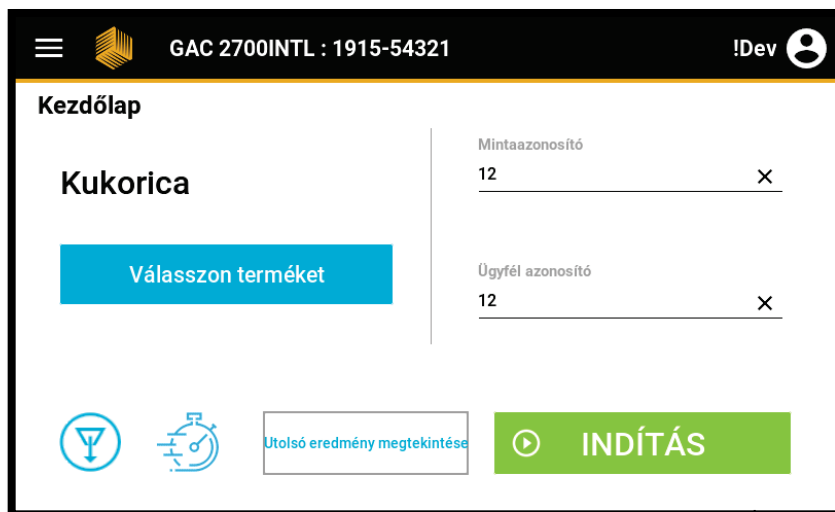 GAC 2700INTL : 1915-54321
!Dev
Kezdőlap
Kukorica
Válasszon terméket
Mintaazonosító
12
Ügyfél azonosító
12
Utolsó eredmény megtekintése
INDÍTÁS